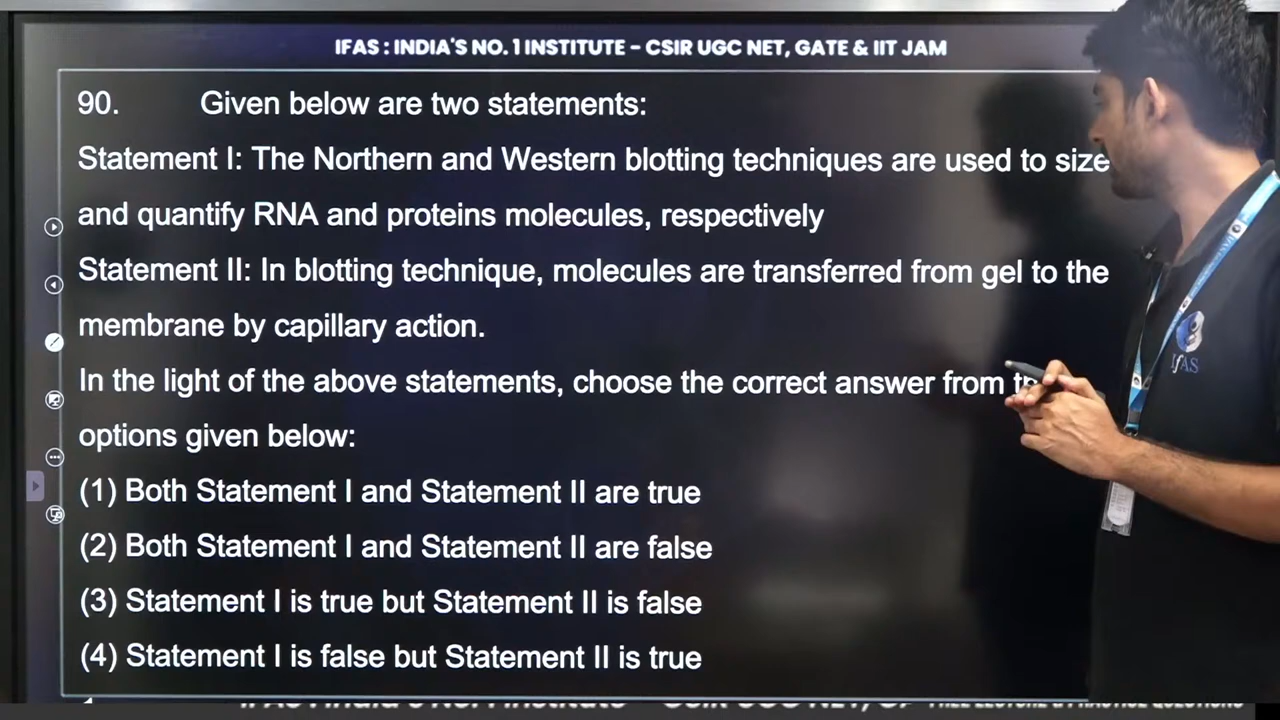 IFAS : INDIA'S NO. 1 INSTITUTE – CSIR UGC NET, GATE & IIT JAM
90. Given below are two statements:
Statement I: The Northern and Western blotting techniques are used to size
and quantify RNA and proteins molecules, respectively
Statement II: In blotting technique, molecules are transferred from gel to the
membrane by capillary action.
In the light of the above statements, choose the correct answer from
options given below:
(1) Both Statement I and Statement II are true
(2) Both Statement I and Statement II are false
(3) Statement I is true but Statement II is false
(4) Statement I is false but Statement II is true
IfAS